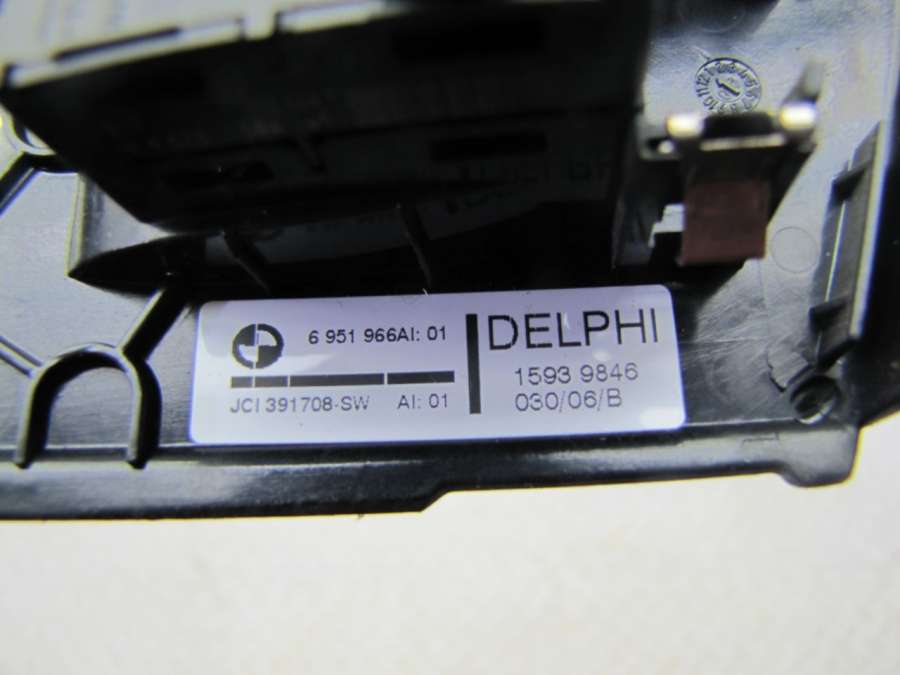 6 951 966AI: 01
JCI 391708-SW AI: 01
DELPHI
1593 9846
030/06/B